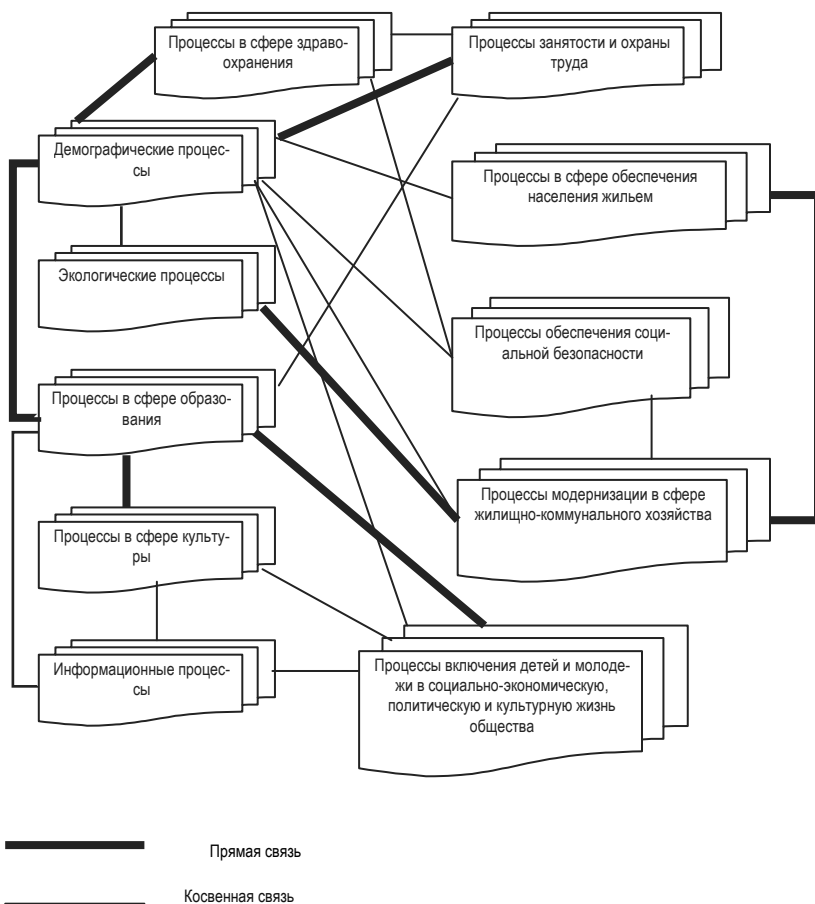 Процессы в сфере здраво-
охранения
Процессы занятости и охраны
труда
Демографические процес-
сы
Процессы в сфере обеспечения
населения жильем
Экологические процессы
Процессы обеспечения соци-
альной безопасности
Процессы в сфере образо-
вания
Процессы модернизации в сфере
жилищно-коммунального хозяйства
Процессы в сфере культу-
ры
Информационные процес-
сы
Процессы включения детей и молоде-
жи в социально-экономическую,
политическую и культурную жизнь
общества
Прямая связь
Косвенная связь